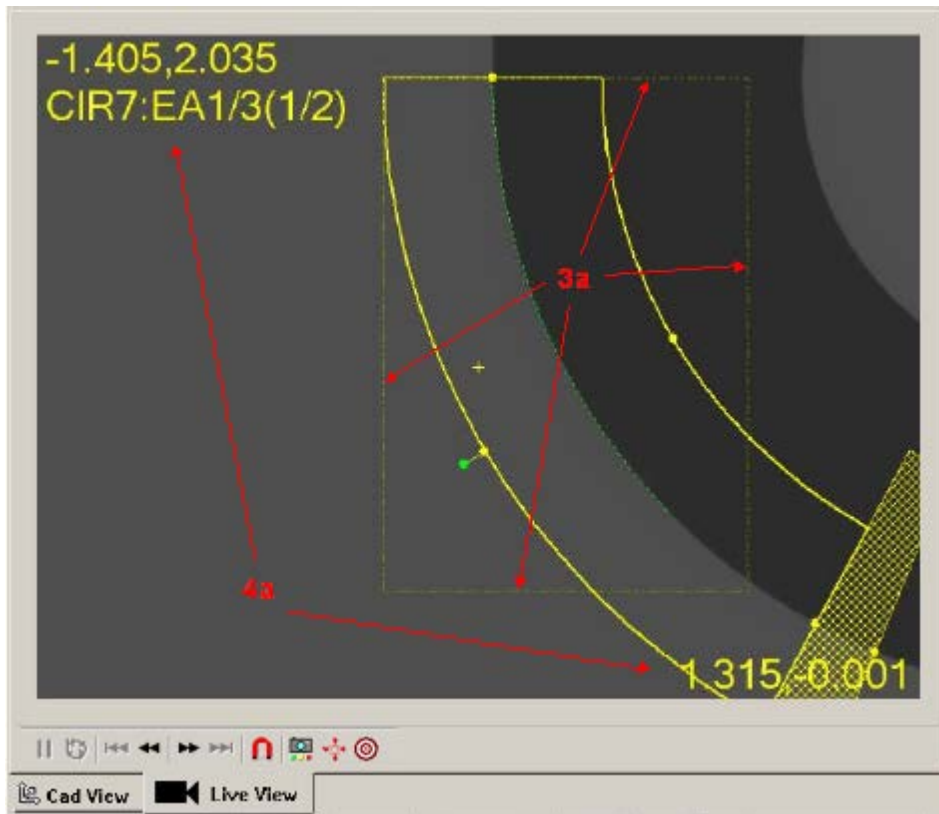 -1.405,2.035
CIR7:EA1/3(1/2)
3a
4a
1.315,-0.001
Cad View
Live View